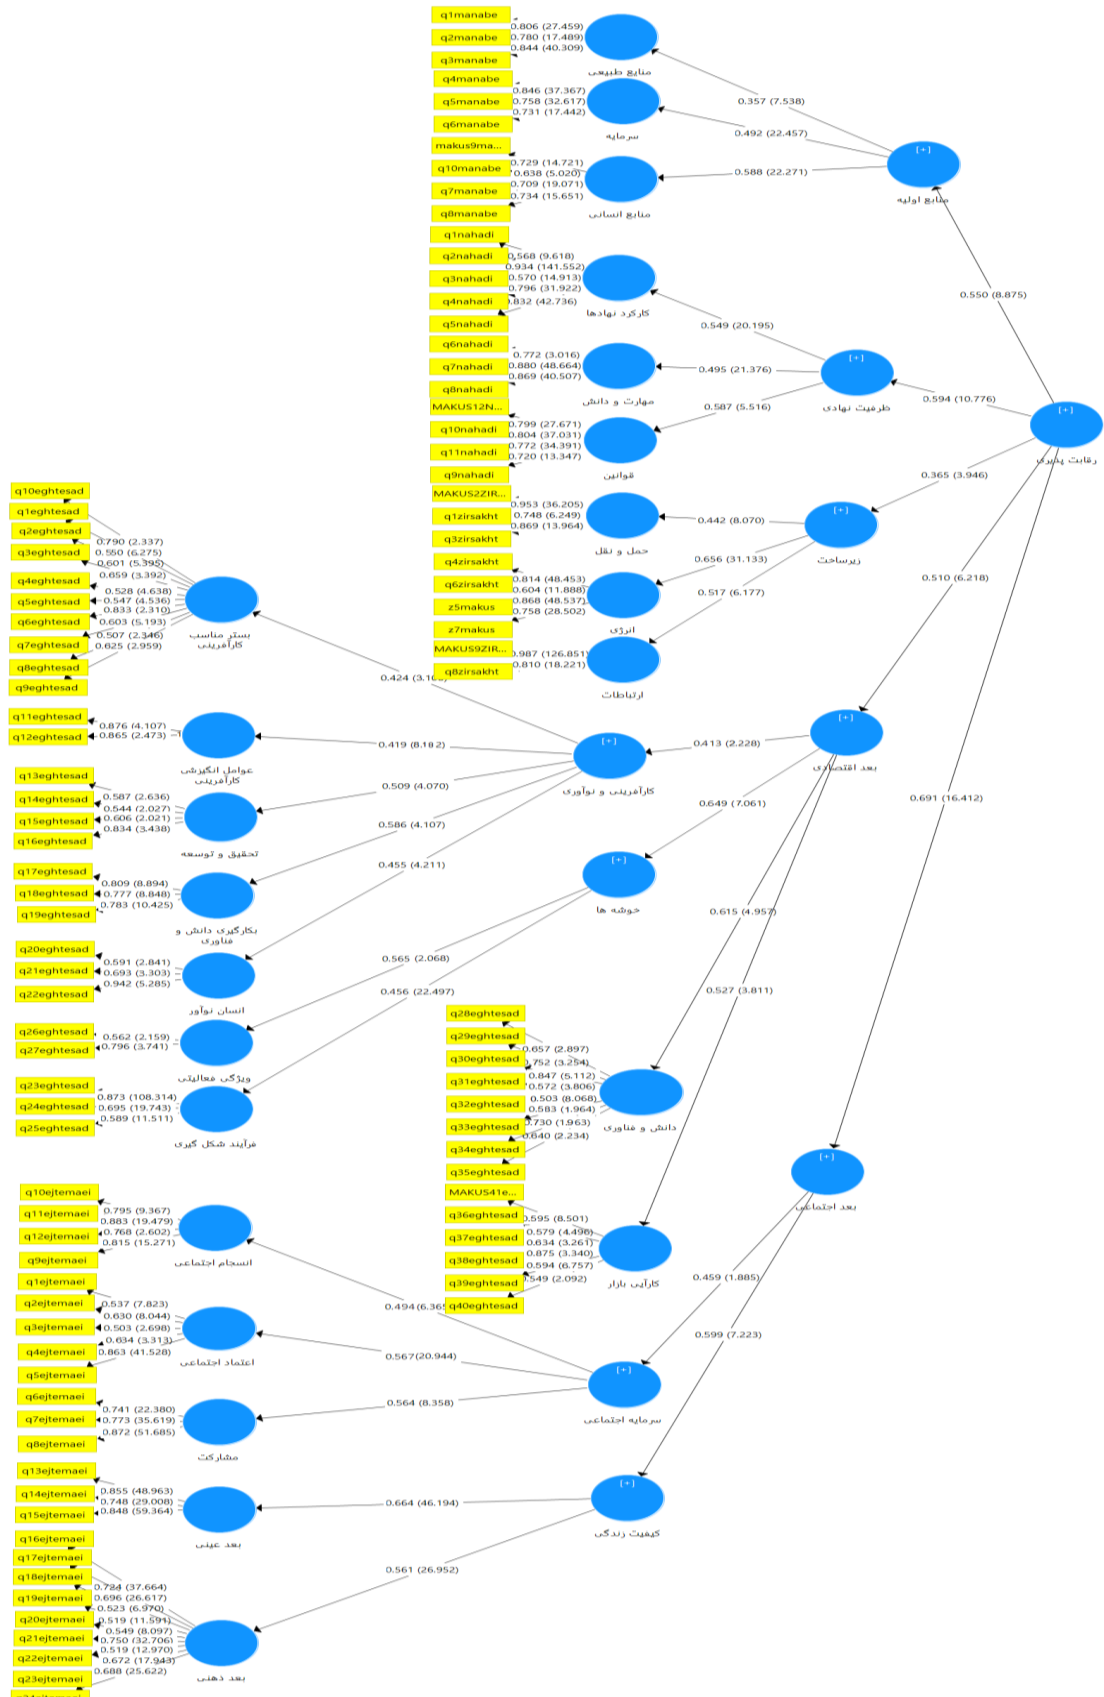 q1manabe
q2manabe
q3manabe
0.806 (27.459)
0.780 (17.489)
0.844 (40.309)
منابع طبیعی
q4manabe
q5manabe
q6manabe
0.846 (37.367)
0.758 (32.617)
0.731 (17.442)
سرمایه
makus9ma...
q10manabe
q7manabe
q8manabe
0.729 (14.721)
0.638 (5.020)
0.709 (19.071)
0.734 (15.651)
منابع انسانی
0.357 (7.538)
0.492 (22.457)
0.588 (22.271)
[+]
منابع اولیه
q1nahadi
q2nahadi
q3nahadi
q4nahadi
q5nahadi
0.568 (9.618)
0.934 (141.552)
0.570 (14.913)
0.796 (31.922)
0.832 (42.736)
کارکرد نهادها
q6nahadi
q7nahadi
q8nahadi
0.772 (3.016)
0.880 (48.664)
0.869 (40.507)
مهارت و دانش
MAKUS12N...
q10nahadi
q11nahadi
q9nahadi
0.799 (27.671)
0.804 (37.031)
0.772 (34.391)
0.720 (13.347)
قوانین
0.549 (20.195)
0.495 (21.376)
0.587 (5.516)
[+]
ظرفیت نهادی
MAKUS2ZIR...
q1zirsakht
q3zirsakht
0.953 (36.205)
0.748 (6.249)
0.869 (13.964)
حمل و نقل
q4zirsakht
q6zirsakht
z5makus
z7makus
0.814 (48.453)
0.604 (11.888)
0.868 (48.537)
0.758 (28.502)
انرژی
MAKUS9ZIR...
q8zirsakht
0.987 (126.851)
0.810 (18.221)
ارتباطات
0.442 (8.070)
0.656 (31.133)
0.517 (6.177)
[+]
زیرساخت
0.550 (8.875)
0.594 (10.776)
0.365 (3.946)
0.510 (6.218)
0.691 (16.412)
[+]
رقابت پذیری
q10eghtesad
q1eghtesad
q2eghtesad
q3eghtesad
q4eghtesad
q5eghtesad
q6eghtesad
q7eghtesad
q8eghtesad
q9eghtesad
0.790 (2.337)
0.550 (6.275)
0.601 (5.395)
0.659 (3.392)
0.528 (4.638)
0.547 (4.536)
0.833 (2.310)
0.603 (5.193)
0.507 (2.346)
0.625 (2.959)
بستر مناسب
کارآفرینی
q11eghtesad
q12eghtesad
0.876 (4.107)
0.865 (2.473)
عوامل انگیزشی
کارآفرینی
q13eghtesad
q14eghtesad
q15eghtesad
q16eghtesad
0.587 (2.636)
0.544 (2.027)
0.606 (2.021)
0.834 (3.438)
تحقیق و توسعه
q17eghtesad
q18eghtesad
q19eghtesad
0.809 (8.894)
0.777 (8.848)
0.783 (10.425)
بکارگیری دانش و
فناوری
q20eghtesad
q21eghtesad
q22eghtesad
0.591 (2.841)
0.693 (3.303)
0.942 (5.285)
انسان نوآور
0.424
0.419 (8.182)
0.509 (4.070)
0.586 (4.107)
0.455 (4.211)
[+]
کارآفرینی و نوآوری
q26eghtesad
q27eghtesad
0.562 (2.159)
0.796 (3.741)
ویژگی فعالیتی
q23eghtesad
q24eghtesad
q25eghtesad
0.873 (108.314)
0.695 (19.743)
0.589 (11.511)
فرآیند شکل گیری
0.565 (2.068)
0.456 (22.497)
[+]
خوشه ها
0.413 (2.228)
0.649 (7.061)
0.615 (4.957)
0.527 (3.811)
[+]
بعد اقتصادی
q28eghtesad
q29eghtesad
q30eghtesad
q31eghtesad
q32eghtesad
q33eghtesad
q34eghtesad
q35eghtesad
0.657 (2.897)
0.752 (3.254)
0.847 (5.112)
0.572 (3.806)
0.503 (8.068)
0.583 (1.964)
0.730 (1.963)
0.640 (2.234)
دانش و فناوری
MAKUS41e...
q36eghtesad
q37eghtesad
q38eghtesad
q39eghtesad
q40eghtesad
0.595 (8.501)
0.579 (4.496)
0.634 (3.261)
0.875 (3.340)
0.594 (6.757)
0.549 (2.092)
کارآیی بازار
q10ejtemaei
q11ejtemaei
q12ejtemaei
q9ejtemaei
0.795 (9.367)
0.883 (19.479)
0.768 (2.602)
0.815 (15.271)
انسجام اجتماعی
q1ejtemaei
q2ejtemaei
q3ejtemaei
q4ejtemaei
q5ejtemaei
0.537 (7.823)
0.630 (8.044)
0.503 (2.698)
0.634 (3.313)
0.863 (41.528)
اعتماد اجتماعی
q6ejtemaei
q7ejtemaei
q8ejtemaei
0.741 (22.380)
0.773 (35.619)
0.872 (51.685)
مشارکت
0.494 (6.365
0.567(20.944)
0.564 (8.358)
[+]
سرمایه اجتماعی
0.459 (1.885)
0.599 (7.223)
[+]
بعد اجتماعی
q13ejtemaei
q14ejtemaei
q15ejtemaei
0.855 (48.963)
0.748 (29.008)
0.848 (59.364)
بعد عینی
q16ejtemaei
q17ejtemaei
q18ejtemaei
q19ejtemaei
q20ejtemaei
q21ejtemaei
q22ejtemaei
q23ejtemaei
0.724 (37.664)
0.696 (26.617)
0.523 (6.970)
0.519 (11.591)
0.549 (8.097)
0.750 (32.706)
0.519 (12.970)
0.672 (17.943)
0.688 (25.622)
بعد ذهنی
0.664 (46.194)
0.561 (26.952)
[+]
کیفیت زندگی